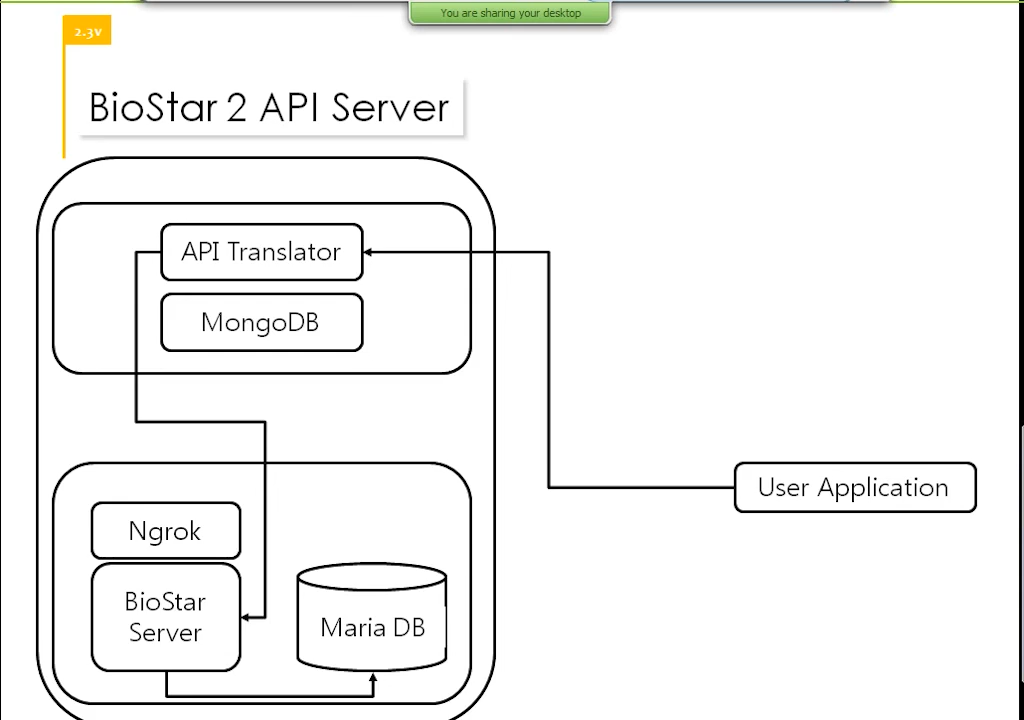 You are sharing your desktop
2.3v
BioStar 2 API Server
API Translator
MongoDB
User Application
Ngrok
BioStar
Server
Maria DB